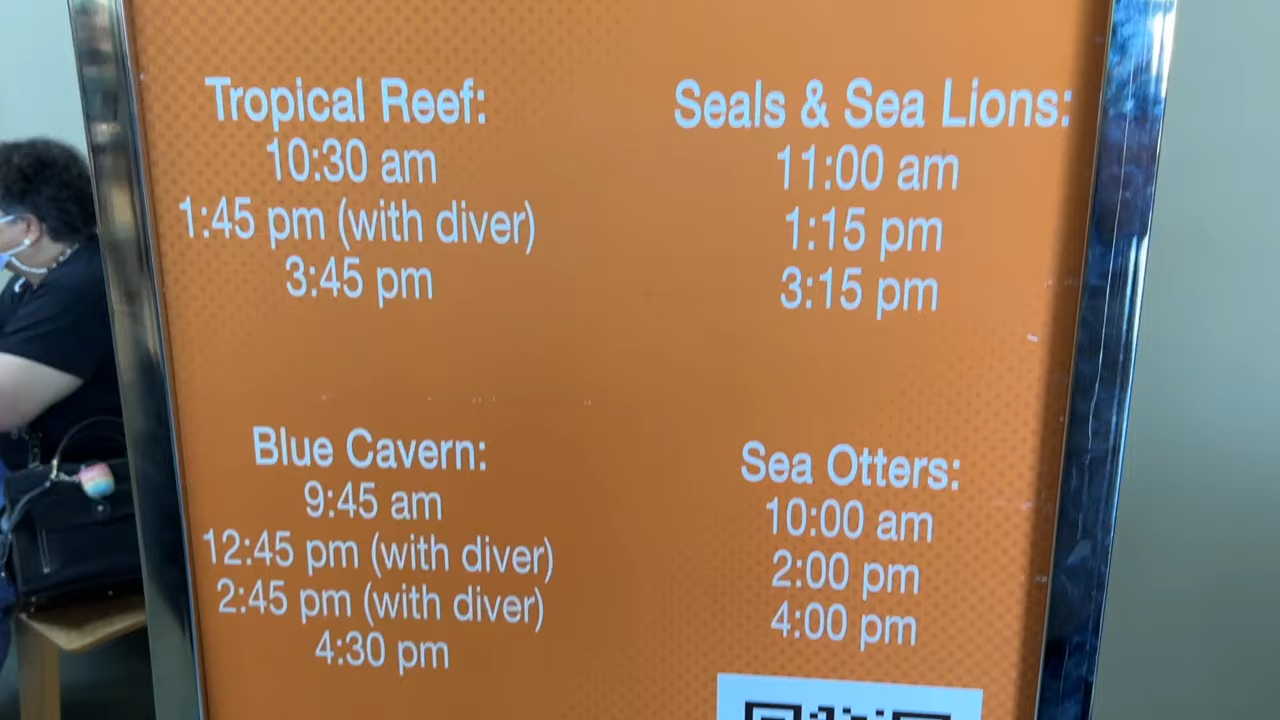 Tropical Reef:
10:30 am
1:45 pm (with diver)
3:45 pm
Seals & Sea Lions:
11:00 am
1:15 pm
3:15 pm
Blue Cavern:
9:45 am
12:45 pm (with diver)
2:45 pm (with diver)
4:30 pm
Sea Otters:
10:00 am
2:00 pm
4:00 pm